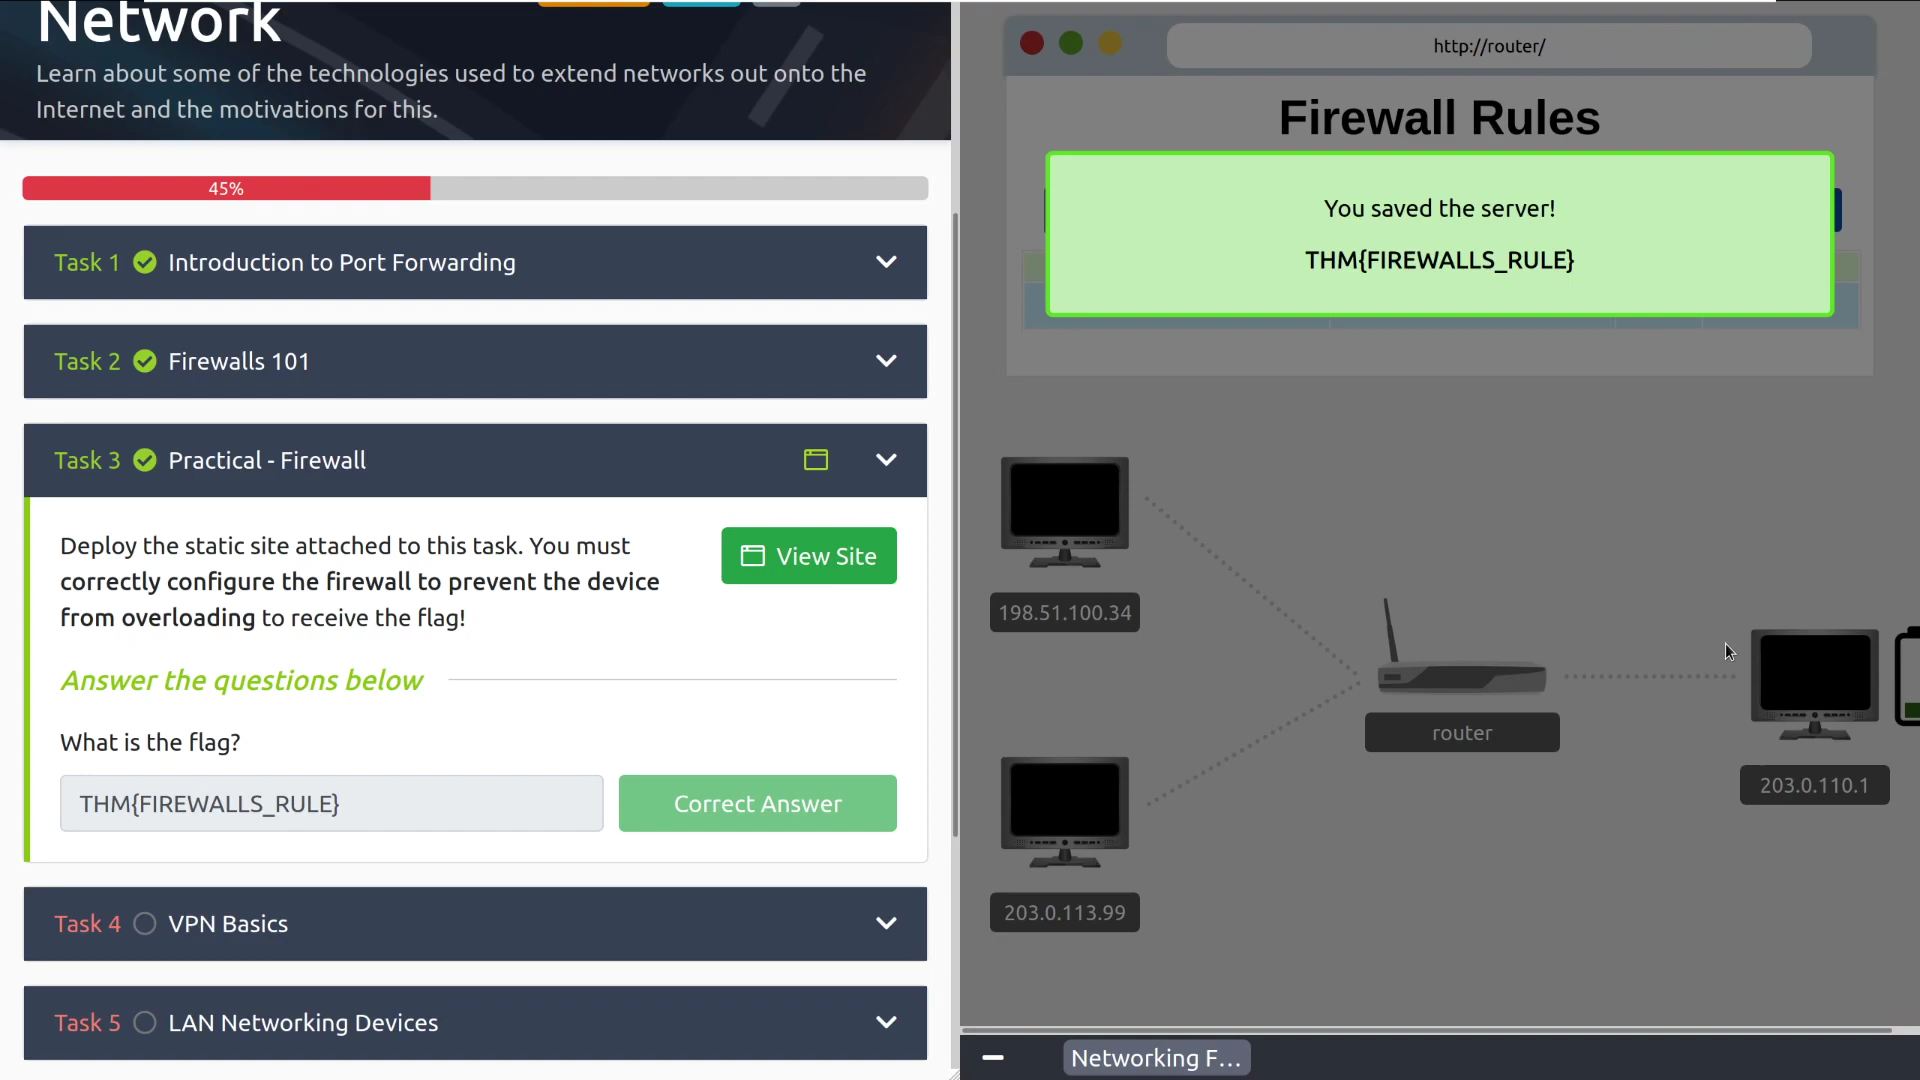 Network
Learn about some of the technologies used to extend networks out onto the
Internet and the motivations for this.
45%
Task 1 Introduction to Port Forwarding
Task 2 Firewalls 101
Task 3 Practical - Firewall
Deploy the static site attached to this task. You must
correctly configure the firewall to prevent the device
from overloading to receive the flag!
View Site
Answer the questions below
What is the flag?
THM{FIREWALLS_RULE}
Correct Answer
Task 4 VPN Basics
Task 5 LAN Networking Devices
http://router/
Firewall Rules
You saved the server!
THM{FIREWALLS_RULE}
198.51.100.34
router
203.0.110.1
203.0.113.99
Networking F...